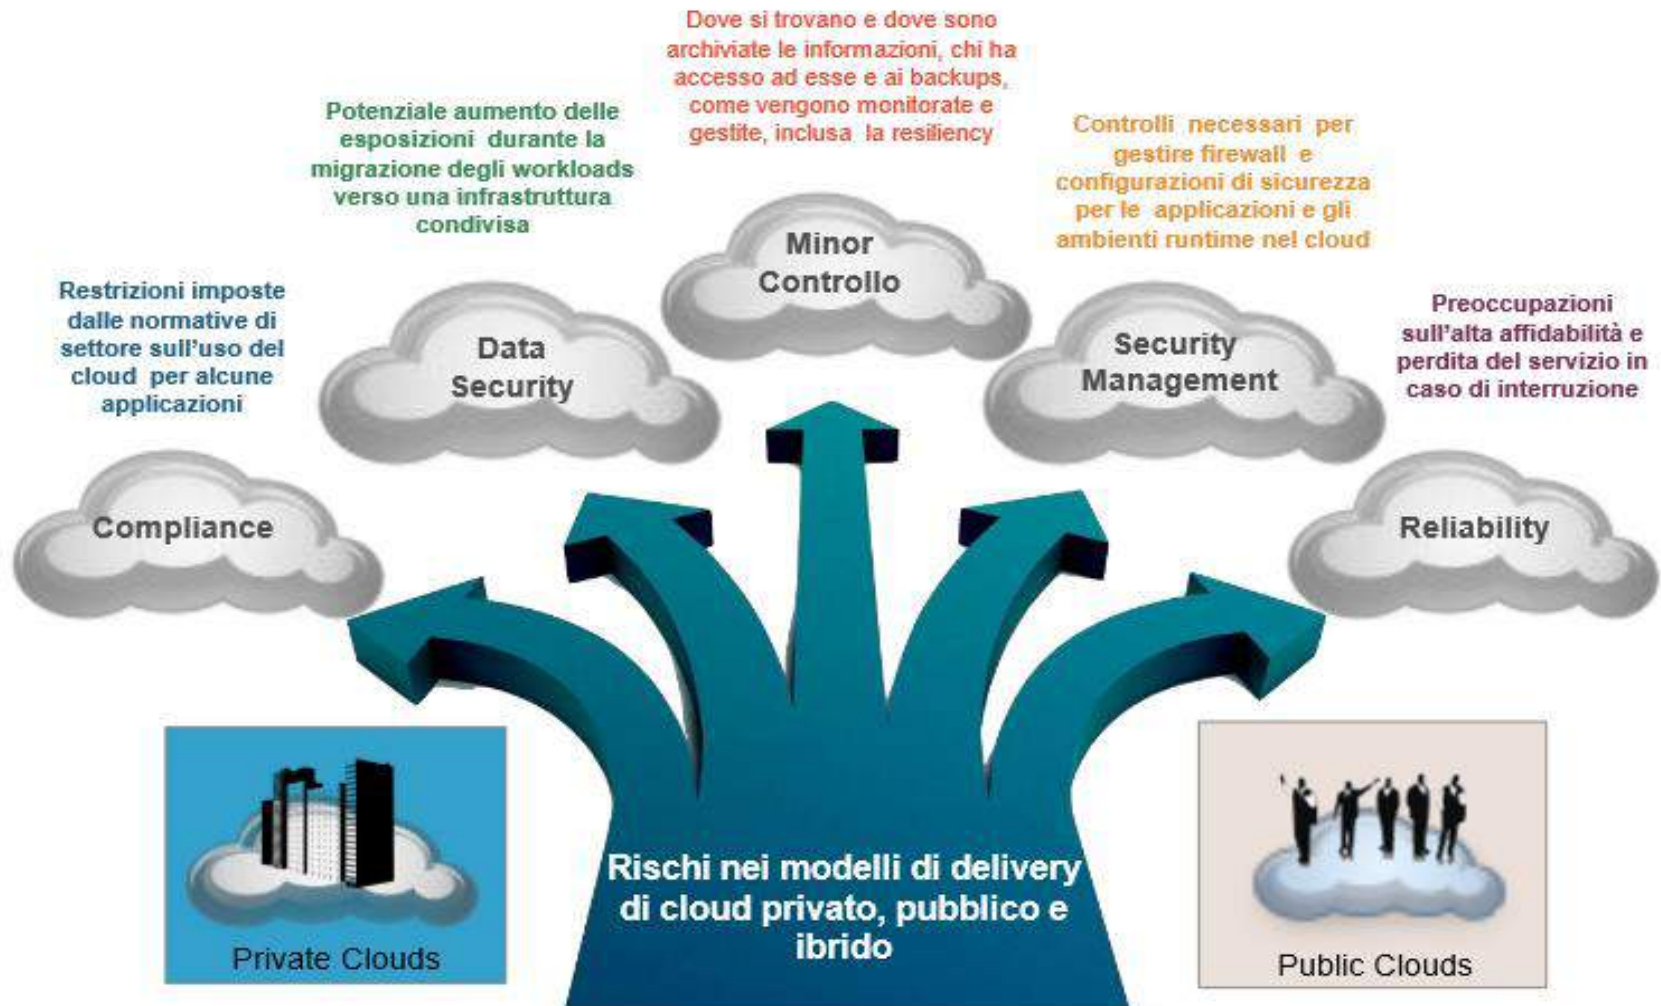 Dove si trovano e dove sono
archiviate le informazioni, chi ha
accesso ad esse e ai backups,
come vengono monitorate e
gestite, inclusa la resiliency
Potenziale aumento delle
esposizioni durante la
migrazione degli workloads
verso una infrastruttura
condivisa
Controlli necessari per
gestire firewall e
configurazioni di sicurezza
per le applicazioni e gli
ambienti runtime nel cloud
Restrizioni imposte
dalle normative di
settore sull'uso del
cloud per alcune
applicazioni
Preoccupazioni
sull'alta affidabilità e
perdita del servizio in
caso di interruzione
Minor
Controllo
Data
Security
Security
Management
Compliance
Reliability
Rischi nei modelli di delivery
di cloud privato, pubblico e
ibrido
Private Clouds
Public Clouds